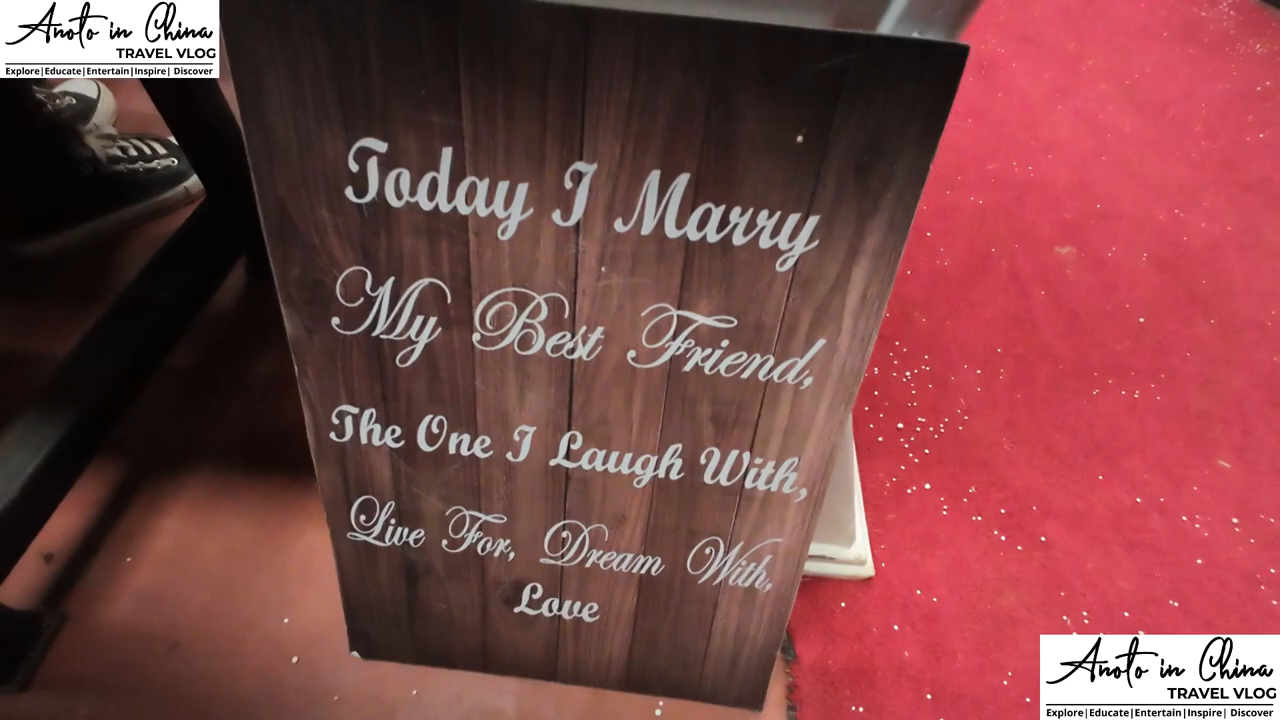 Anoto in China
TRAVEL VLOG
Explore|Educate|Entertain|Inspire| Discover
Today I Marry
My Best Friend,
The One I Laugh With,
Live For, Dream With,
Love
Anoto in China
TRAVEL VLOG
Explore|Educate|Entertain|Inspire| Discover